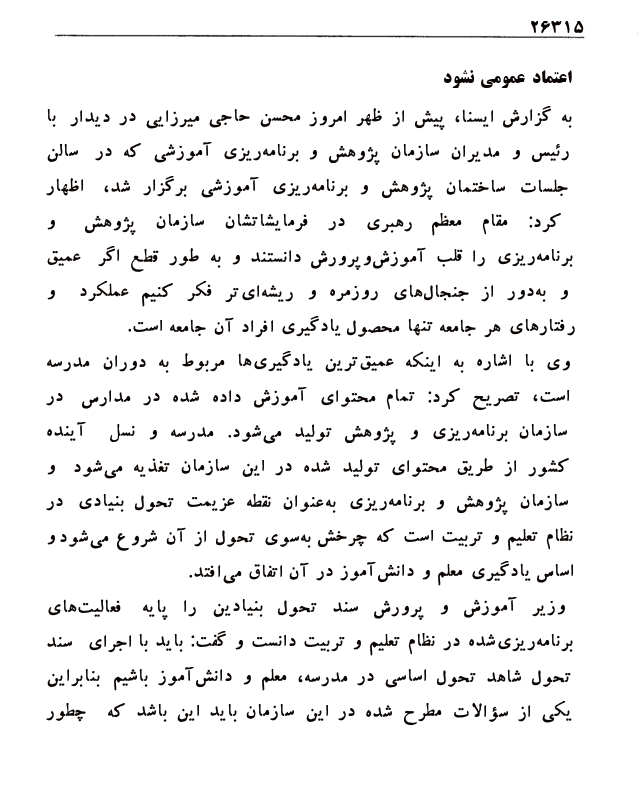 ۲۶۳۱۵
اعتماد عمومی نشود
به گزارش ایسنا، پیش از ظهر امروز محسن حاجی میرزایی در دیدار با
رئیس و مدیران سازمان پژوهش و برنامه‌ریزی آموزشی که در سالن
جلسات ساختمان پژوهش و برنامه‌ریزی آموزشی برگزار شد، اظهار
کرد: مقام معظم رهبری در فرمایشاتشان سازمان پژوهش و
برنامه‌ریزی را قلب آموزش‌وپرورش دانستند و به طور قطع اگر عمیق
و به‌دور از جنجال‌های روزمره و ریشه‌ای‌تر فکر کنیم عملکرد و
رفتارهای هر جامعه تنها محصول یادگیری افراد آن جامعه است.
وی با اشاره به اینکه عمیق‌ترین یادگیری‌ها مربوط به دوران مدرسه
است، تصریح کرد: تمام محتوای آموزش داده شده در مدارس در
سازمان برنامه‌ریزی و پژوهش تولید می‌شود. مدرسه و نسل آینده
کشور از طریق محتوای تولید شده در این سازمان تغذیه می‌شود و
سازمان پژوهش و برنامه‌ریزی به‌عنوان نقطه عزیمت تحول بنیادی در
نظام تعلیم و تربیت است که چرخش به‌سوی تحول از آن شروع می‌شود و
اساس یادگیری معلم و دانش‌آموز در آن اتفاق می‌افتد.
وزیر آموزش و پرورش سند تحول بنیادین را پایه فعالیت‌های
برنامه‌ریزی‌شده در نظام تعلیم و تربیت دانست و گفت: باید با اجرای سند
تحول شاهد تحول اساسی در مدرسه، معلم و دانش‌آموز باشیم بنابراین
یکی از سؤالات مطرح شده در این سازمان باید این باشد که چطور